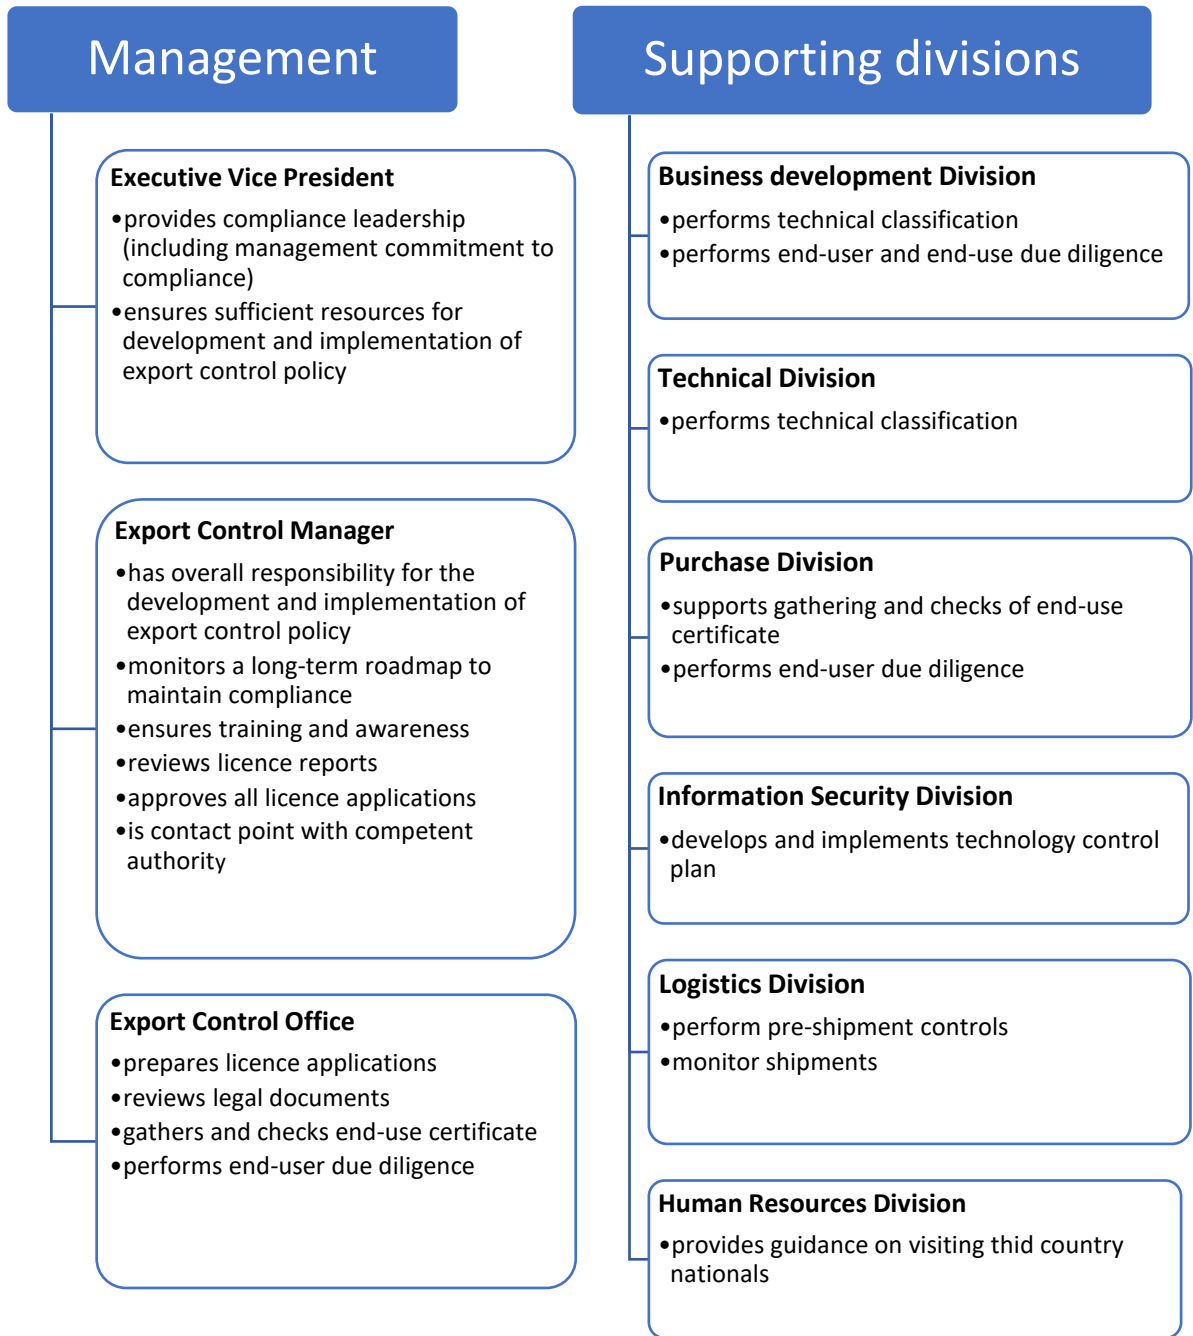 Management
Executive Vice President
•provides compliance leadership
(including management commitment to
compliance)
•ensures sufficient resources for
development and implementation of
export control policy
Export Control Manager
•has overall responsibility for the
development and implementation of
export control policy
•monitors a long-term roadmap to
maintain compliance
•ensures training and awareness
•reviews licence reports
•approves all licence applications
•is contact point with competent
authority
Export Control Office
•prepares licence applications
•reviews legal documents
•gathers and checks end-use certificate
•performs end-user due diligence
Supporting divisions
Business development Division
•performs technical classification
•performs end-user and end-use due diligence
Technical Division
•performs technical classification
Purchase Division
•supports gathering and checks of end-use
certificate
•performs end-user due diligence
Information Security Division
•develops and implements technology control
plan
Logistics Division
•perform pre-shipment controls
•monitor shipments
Human Resources Division
•provides guidance on visiting thid country
nationals